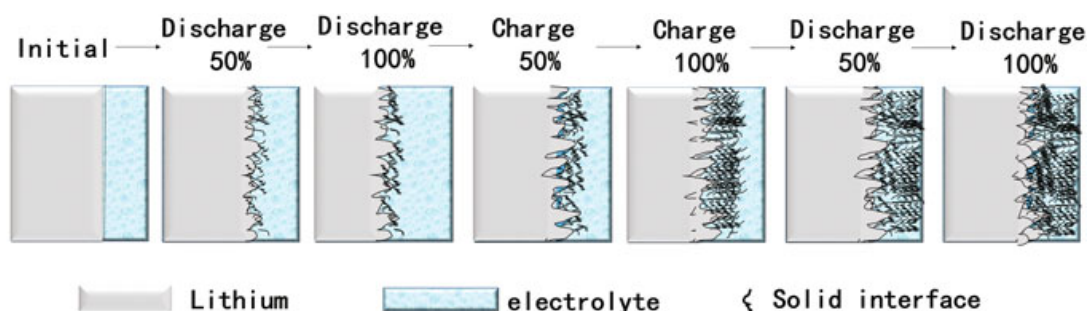 Initial
Discharge
50%
Discharge
100%
Charge
50%
Charge
100%
Discharge
50%
Discharge
100%
Lithium
electrolyte
Solid interface